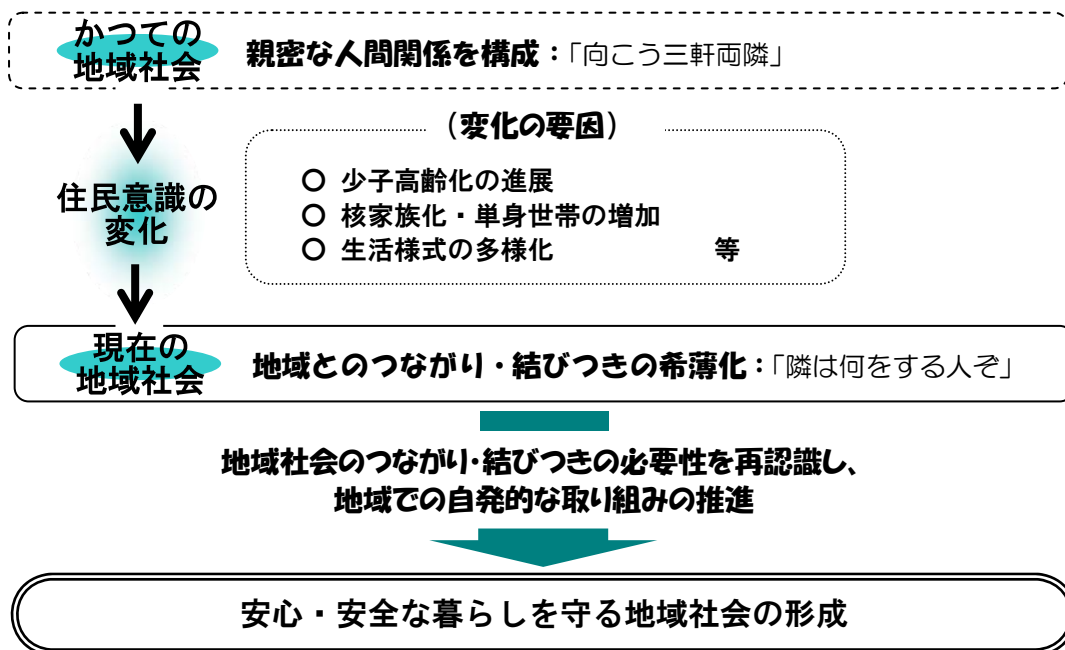 かつての
地域社会
親密な人間関係を構成：「向こう三軒両隣」
（変化の要因）
住民意識の
変化
○ 少子高齢化の進展
○ 核家族化・単身世帯の増加
○ 生活様式の多様化 等
現在の
地域社会
地域とのつながり・結びつきの希薄化：「隣は何をする人ぞ」
地域社会のつながり・結びつきの必要性を再認識し、
地域での自発的な取り組みの推進
安心・安全な暮らしを守る地域社会の形成